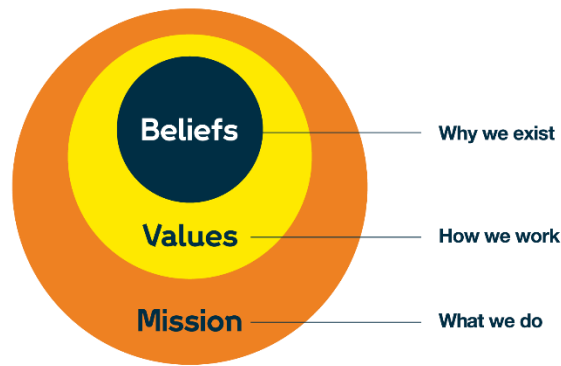 Beliefs
Why we exist
Values
How we work
Mission
What we do